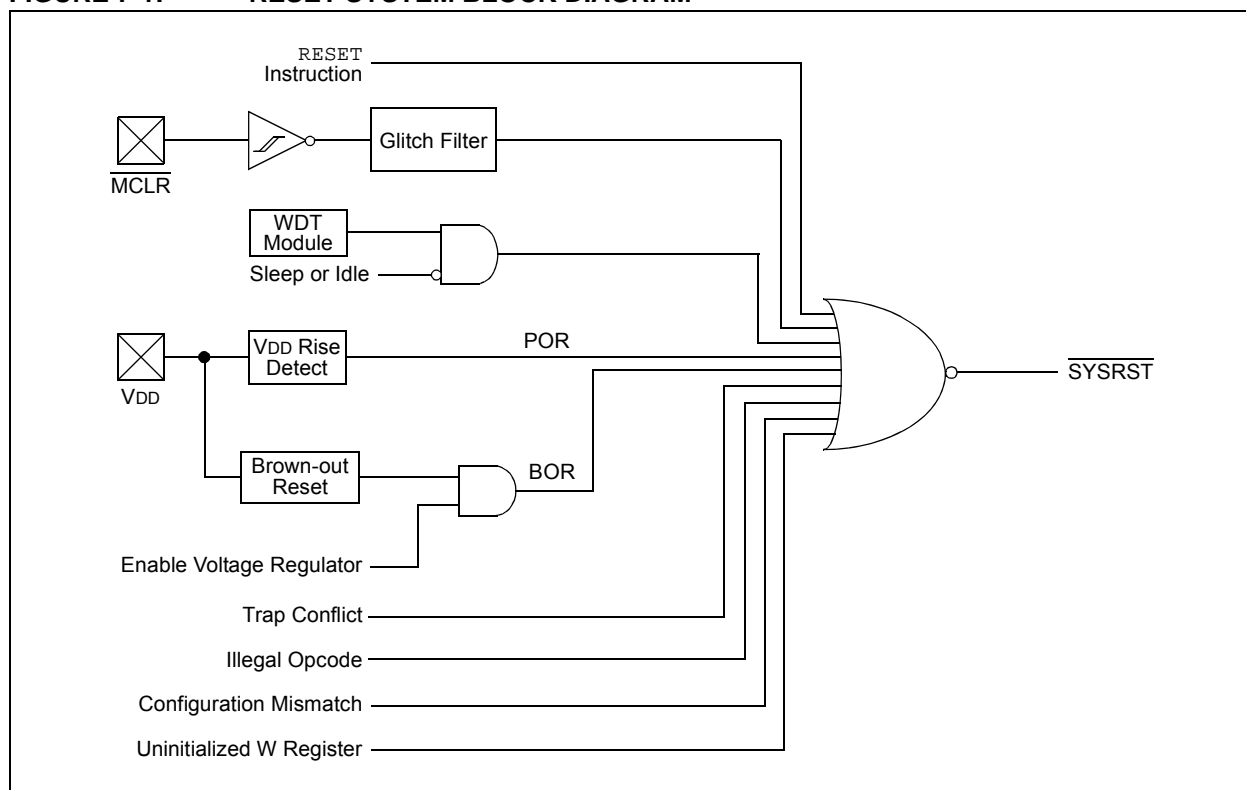 RESET
Instruction
Glitch Filter
MCLR
WDT
Module
Sleep or Idle
VDD Rise
Detect
POR
VDD
SYSRST
Brown-out
Reset
BOR
Enable Voltage Regulator
Trap Conflict
Illegal Opcode
Configuration Mismatch
Uninitialized W Register